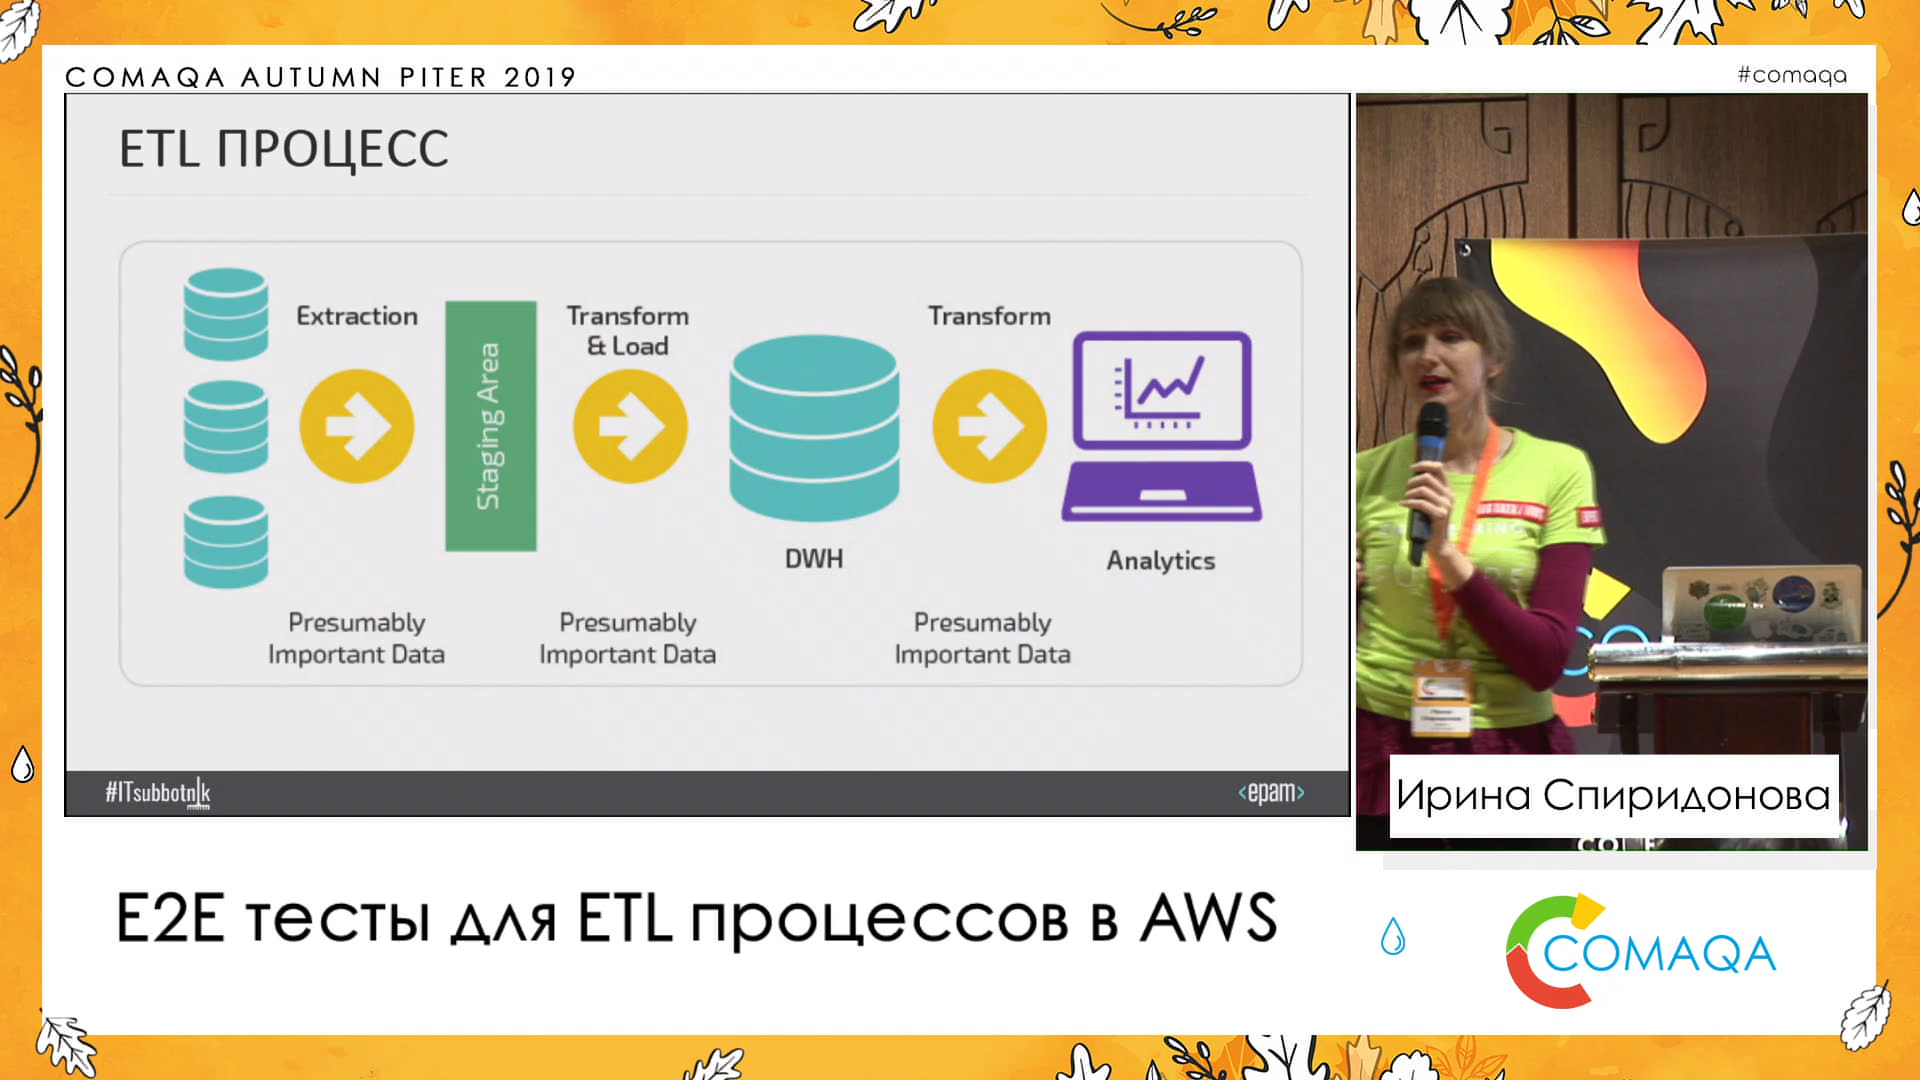 COMAQA AUTUMN PITER 2019
#comaqa
ETL ПРОЦЕСС
Extraction
Staging Area
Transform
& Load
DWH
Transform
Analytics
Presumably
Important Data
Presumably
Important Data
Presumably
Important Data
#ITsubbotnik
<epam>
Ирина Спиридонова
E2E тесты для ETL процессов в AWS
COMAQA